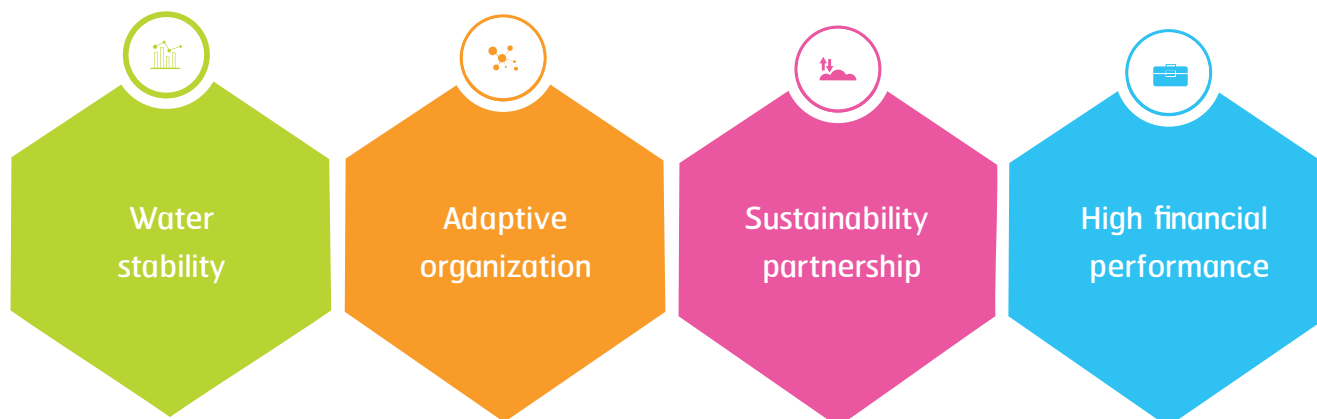 Water
stability
Adaptive
organization
Sustainability
partnership
High financial
performance